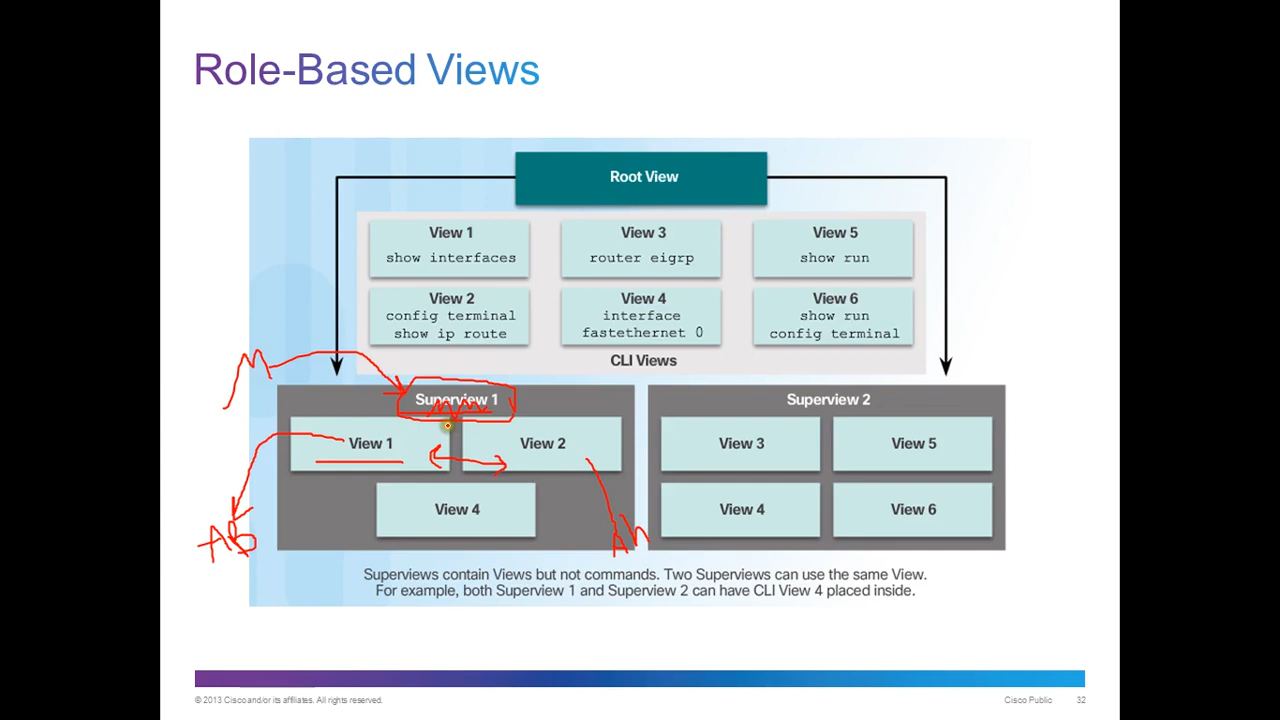 Role-Based Views
Root View
View 1
show interfaces
View 3
router eigrp
View 5
show run
View 2
config terminal
show ip route
View 4
interface
fastethernet 0
View 6
show run
config terminal
CLI Views
M
Superview 1
View 1
View 2
View 4
AB
Superview 2
View 3
View 5
View 4
View 6
Superviews contain Views but not commands. Two Superviews can use the same View.
For example, both Superview 1 and Superview 2 can have CLI View 4 placed inside.
© 2013 Cisco and/or its affiliates. All rights reserved.
Cisco Public
32